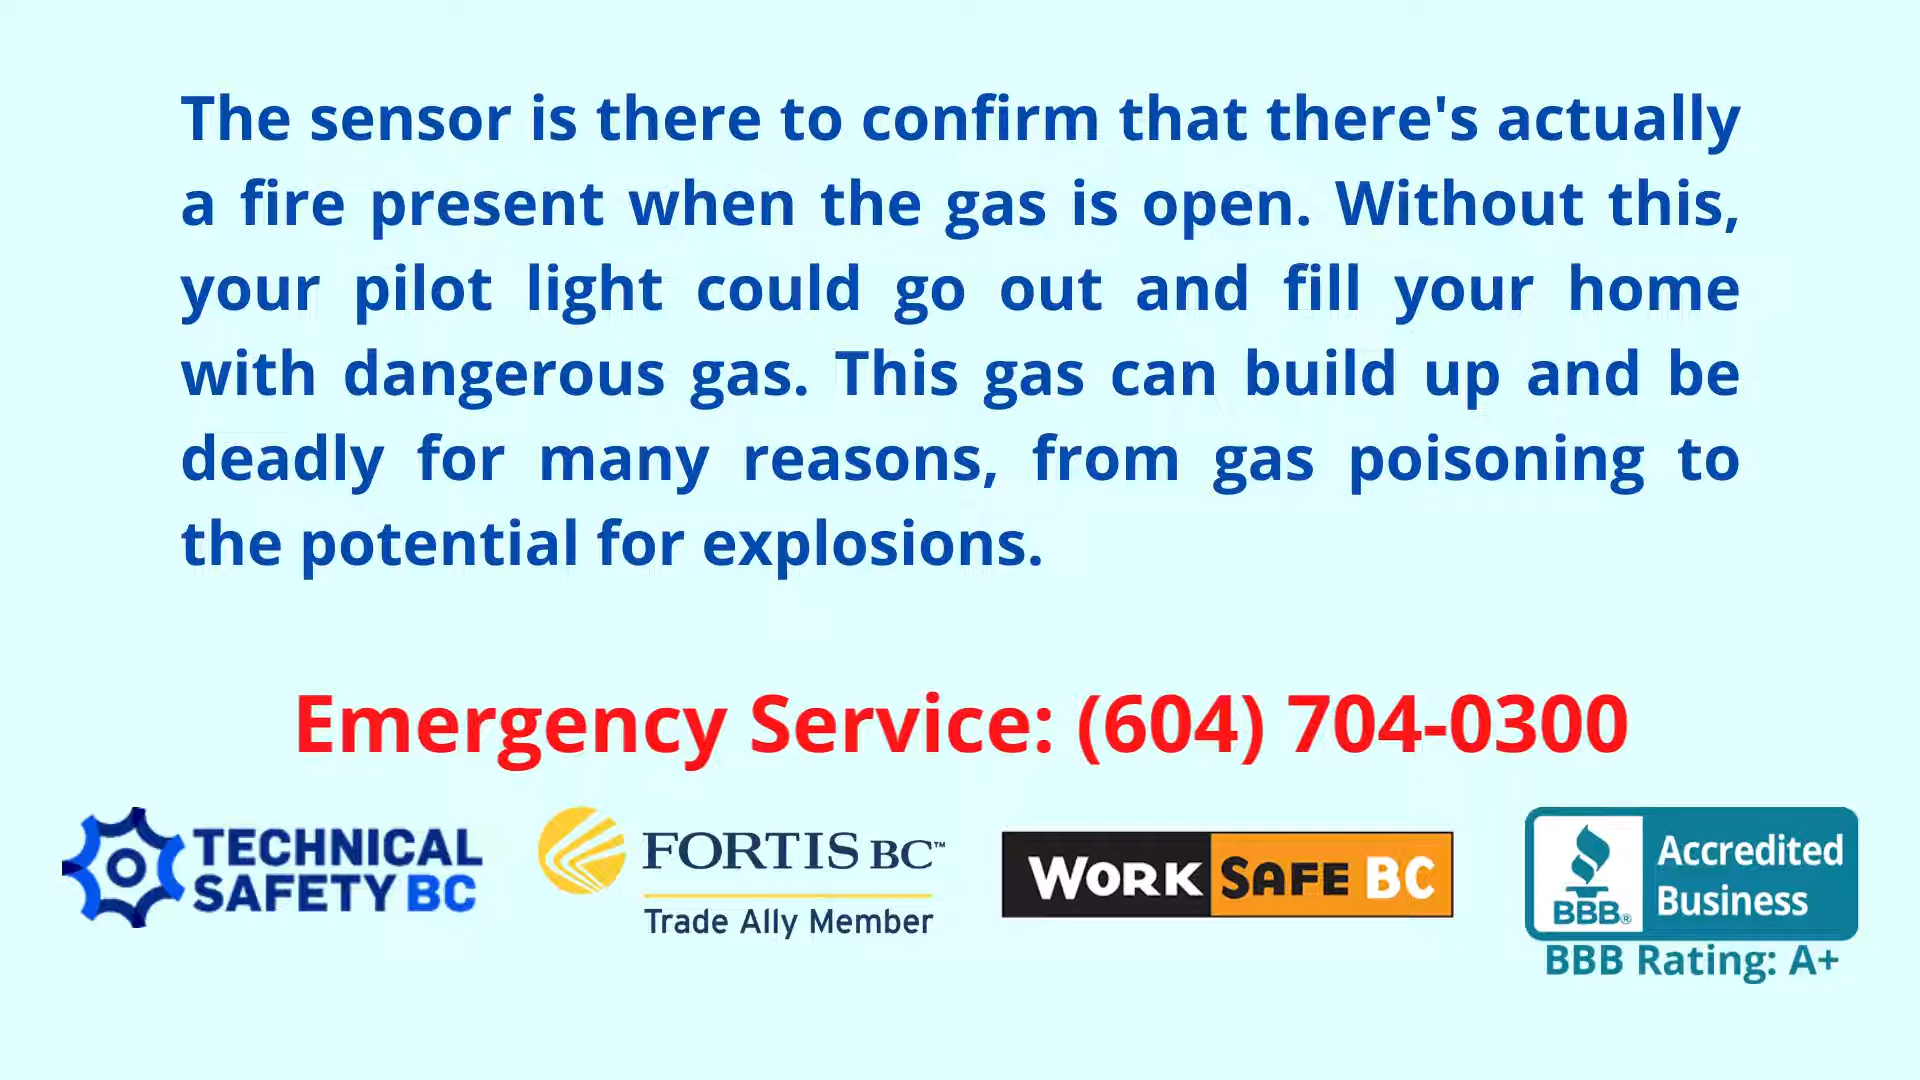 The sensor is there to confirm that there's actually
a fire present when the gas is open. Without this,
your pilot light could go out and fill your home
with dangerous gas. This gas can build up and be
deadly for many reasons, from gas poisoning to
the potential for explosions.
Emergency Service: (604) 704-0300
TECHNICAL
SAFETY BC
FORTIS BC™
Trade Ally Member
WORK SAFE BC
BBB®
Accredited
Business
BBB Rating: A+